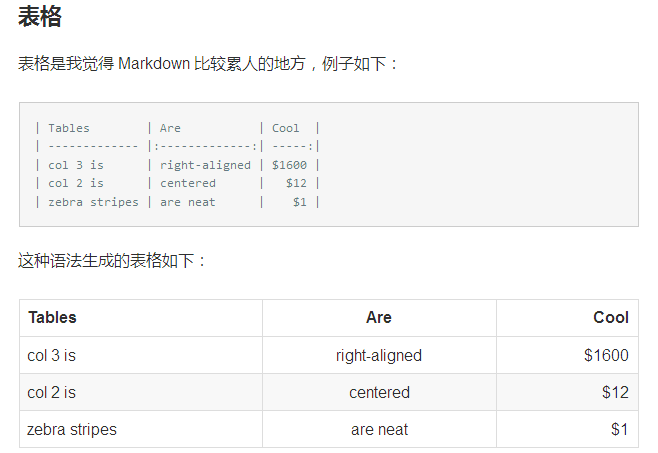 表格
表格是我觉得 Markdown 比较累人的地方，例子如下：
| Tables        | Are           | Cool  |
| ------------- |:-------------:| -----:|
| col 3 is      | right-aligned | $1600 |
| col 2 is      | centered      |   $12 |
| zebra stripes | are neat      |    $1 |
这种语法生成的表格如下：
Tables Are Cool
col 3 is right-aligned $1600
col 2 is centered $12
zebra stripes are neat $1